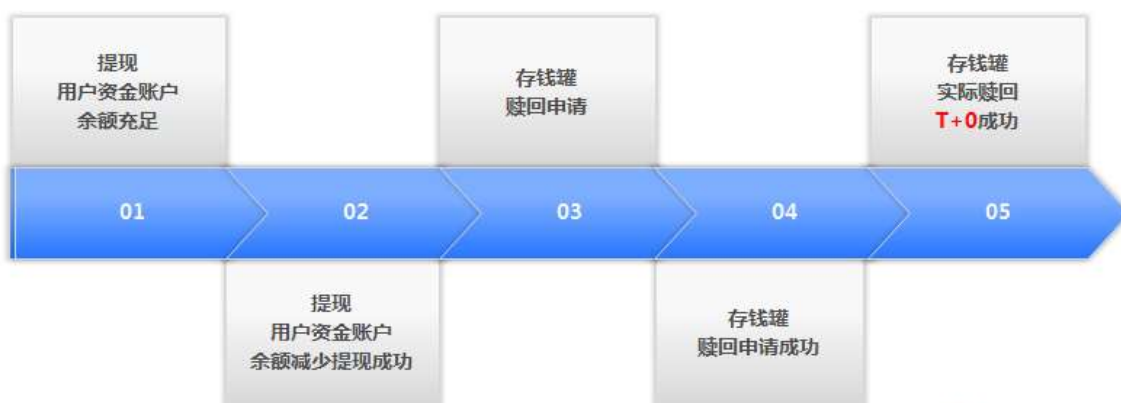 提现
用户资金账户
余额充足
存钱罐
赎回申请
存钱罐
实际赎回
T+0成功
01
02
03
04
05
提现
用户资金账户
余额减少提现成功
存钱罐
赎回申请成功